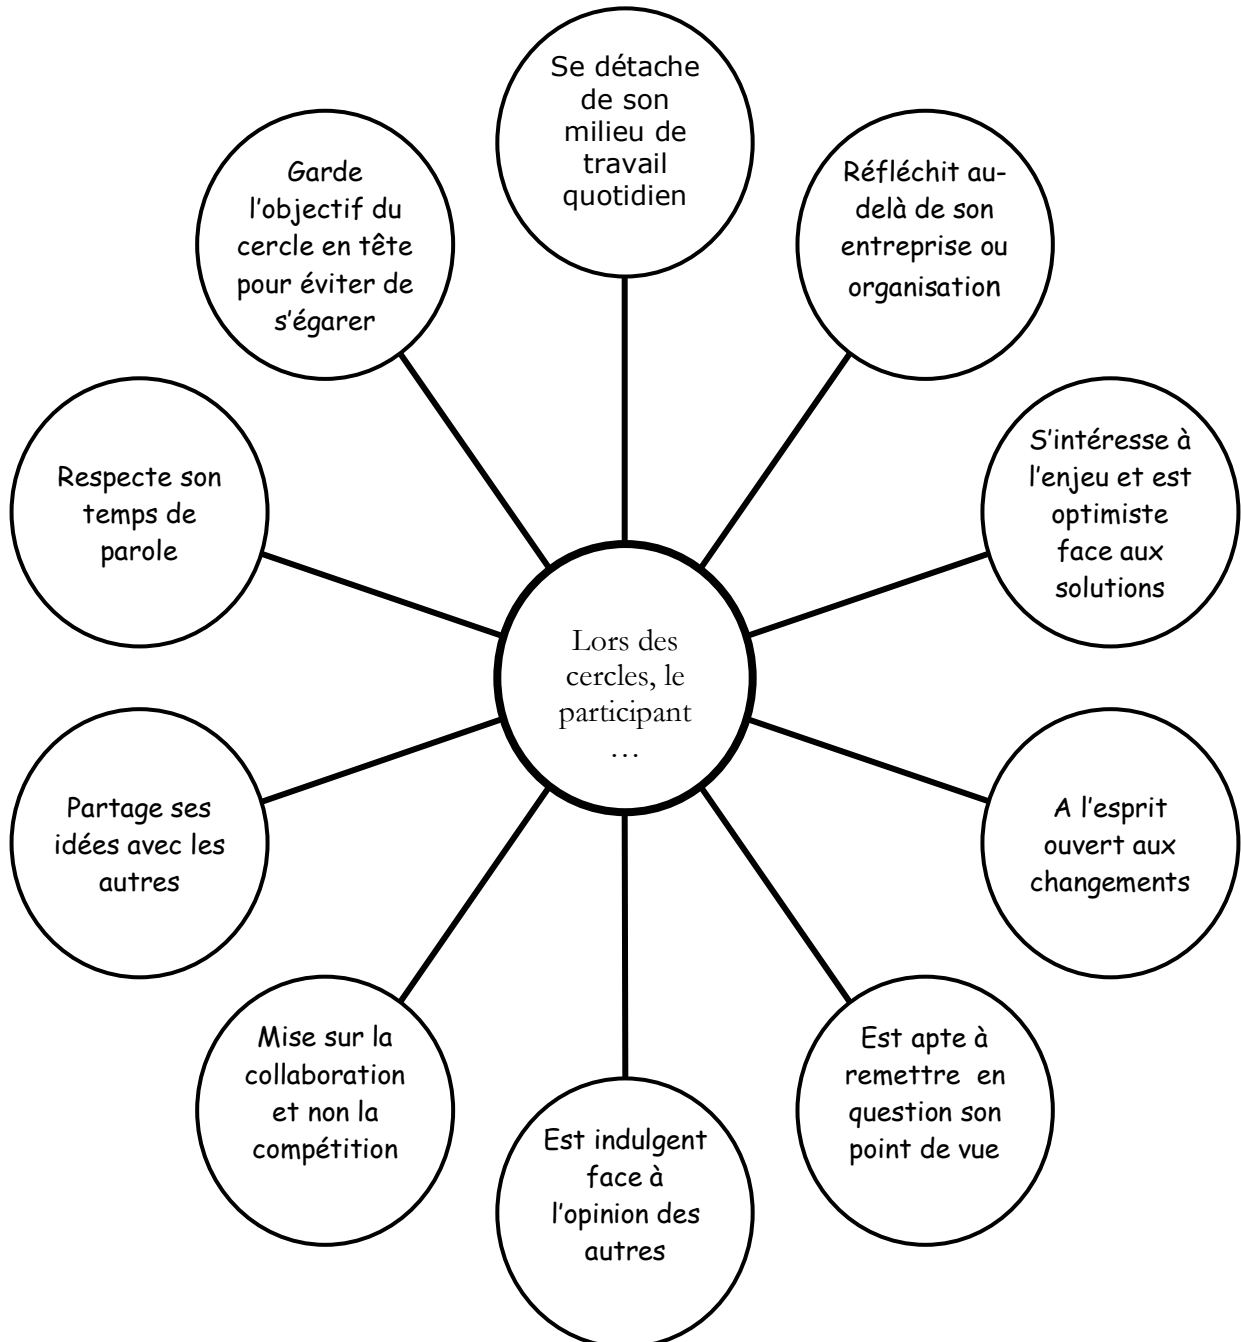 Se détache
de son
milieu de
travail
quotidien
Réfléchit au-
delà de son
entreprise ou
organisation
S'intéresse à
l'enjeu et est
optimiste
face aux
solutions
A l'esprit
ouvert aux
changements
Est apte à
remettre  en
question son
point de vue
Est indulgent
face à
l'opinion des
autres
Mise sur la
collaboration
et non la
compétition
Partage ses
idées avec les
autres
Respecte son
temps de
parole
Garde
l'objectif du
cercle en tête
pour éviter de
s'égarer
Lors des
cercles, le
participant
…